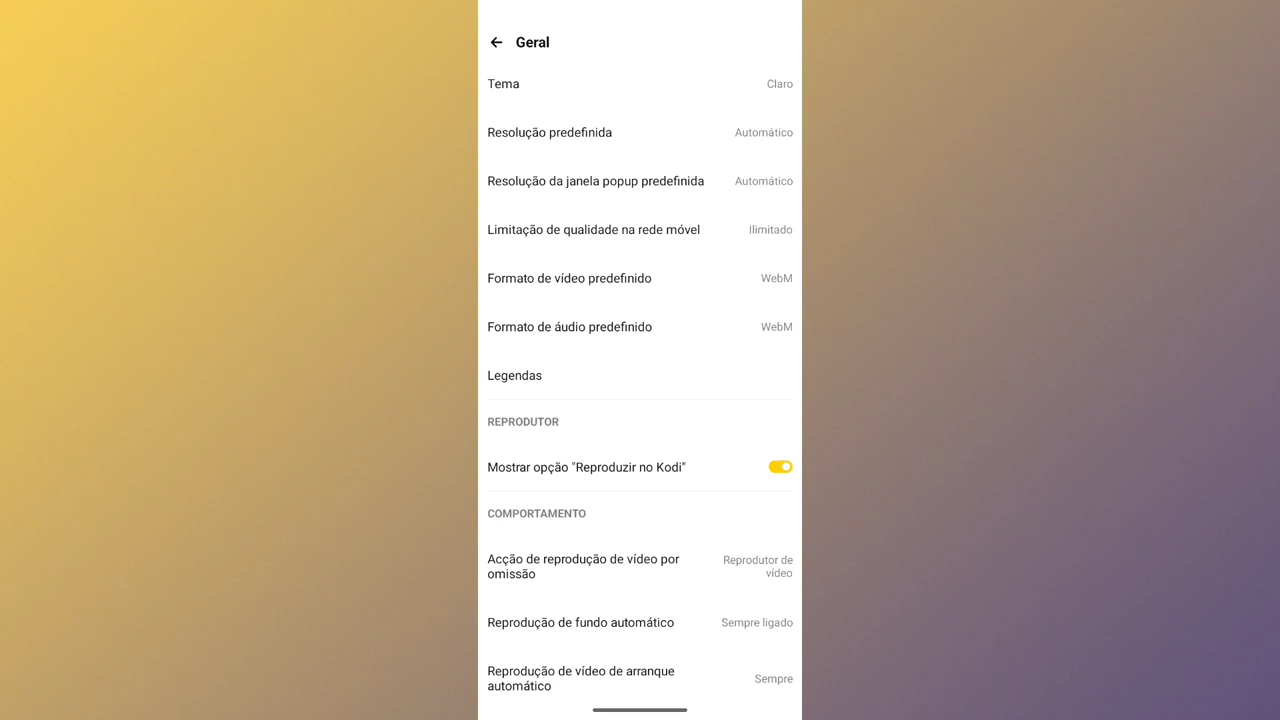 Geral
Tema Claro
Resolução predefinida Automático
Resolução da janela popup predefinida Automático
Limitação de qualidade na rede móvel Ilimitado
Formato de vídeo predefinido WebM
Formato de áudio predefinido WebM
Legendas
REPRODUTOR
Mostrar opção "Reproduzir no Kodi"
COMPORTAMENTO
Acção de reprodução de vídeo por
omissão
Reprodutor de
vídeo
Reprodução de fundo automático Sempre ligado
Reprodução de vídeo de arranque
automático
Sempre